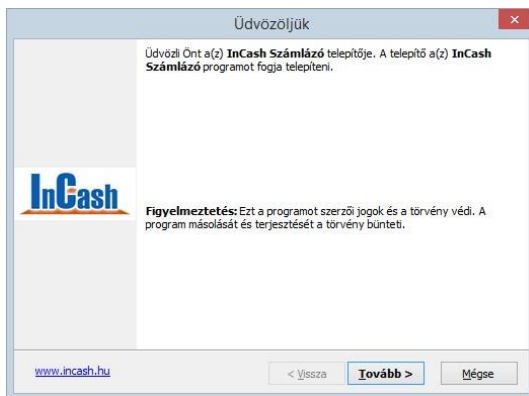 Üdvözöljük
Üdvözli Önt a(z) InCash Számlázó telepítője. A telepítő a(z) InCash
Számlázó programot fogja telepíteni.
InCash
Figyelmeztetés: Ezt a programot szerzői jogok és a törvény védi. A
program másolását és terjesztését a törvény bünteti.
www.incash.hu
< Vissza
Tovább >
Mégse